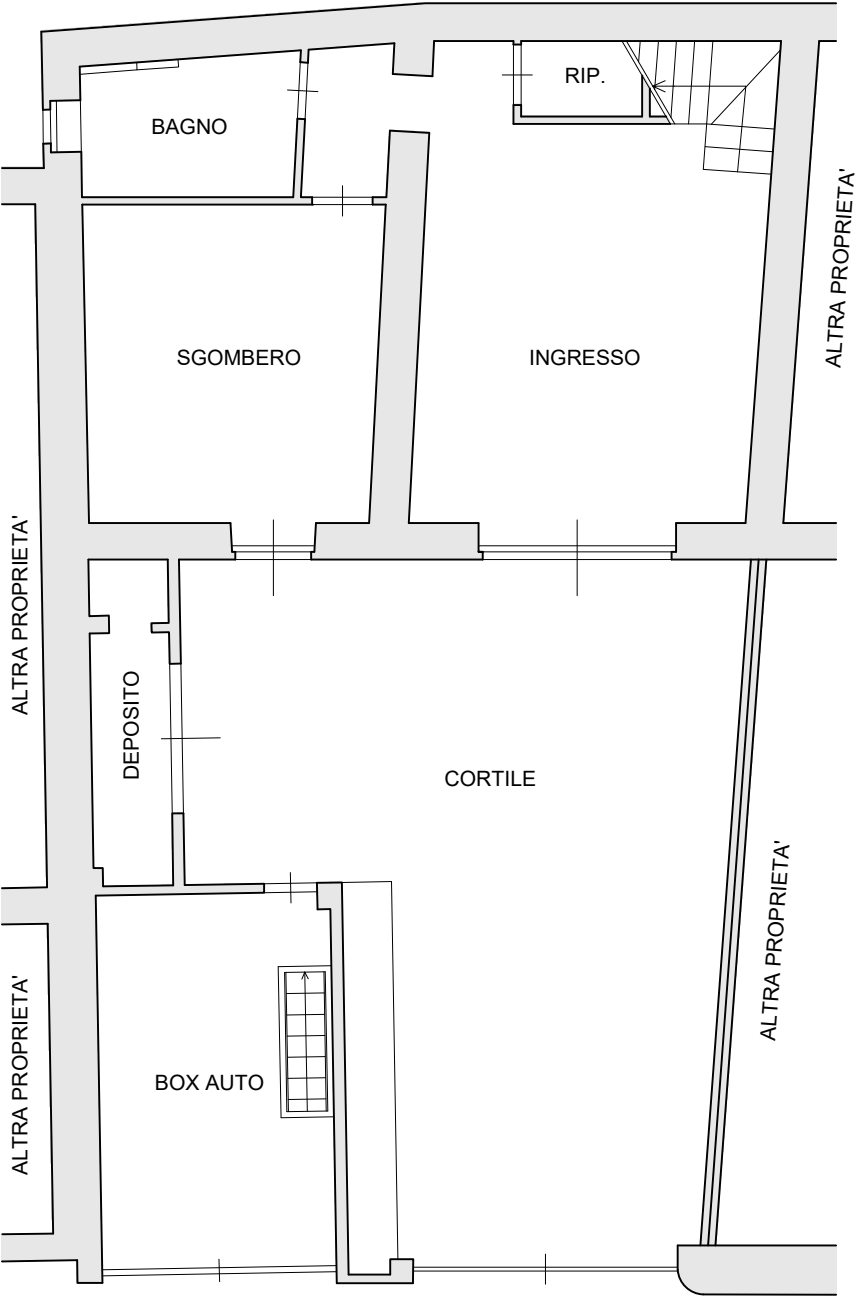 RIP.
BAGNO
ALTRA PROPRIETA'
SGOMBERO
INGRESSO
ALTRA PROPRIETA'
DEPOSITO
CORTILE
ALTRA PROPRIETA'
ALTRA PROPRIETA'
BOX AUTO